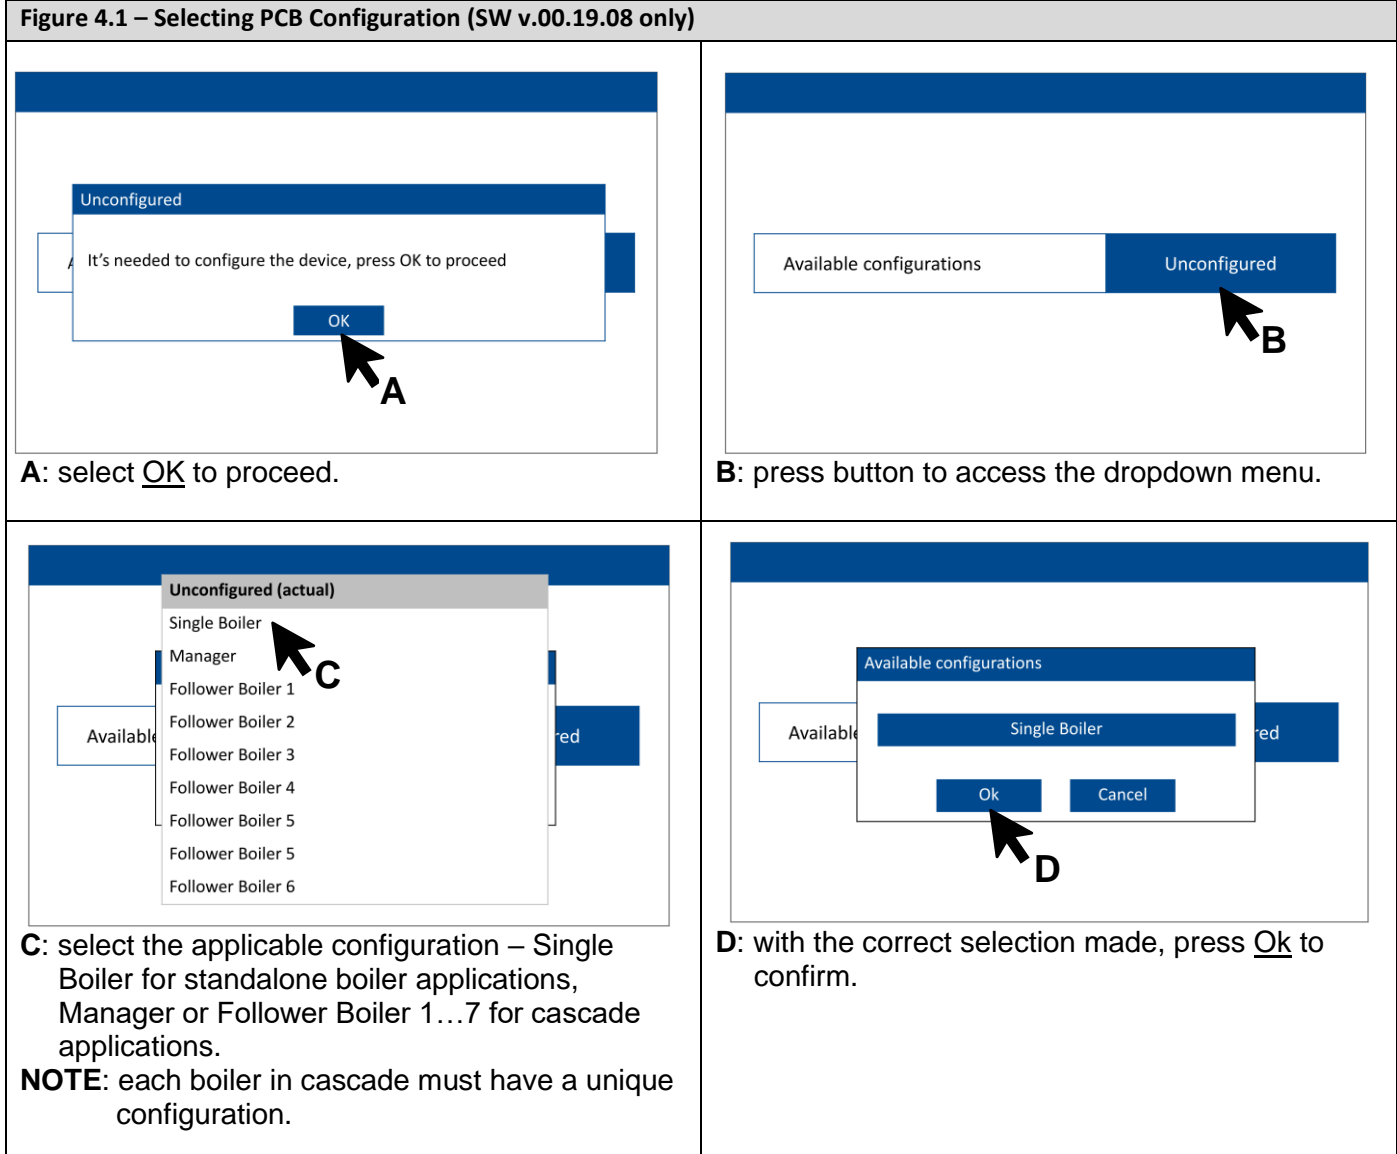 Figure 4.1 – Selecting PCB Configuration (SW v.00.19.08 only)
Unconfigured
A
It's needed to configure the device, press OK to proceed
OK
A
A: select OK to proceed.
Available configurations
Unconfigured
B
B: press button to access the dropdown menu.
Unconfigured (actual)
Single Boiler
Manager
C
Follower Boiler 1
Follower Boiler 2
Available
red
Follower Boiler 3
Follower Boiler 4
Follower Boiler 5
Follower Boiler 5
Follower Boiler 6
C: select the applicable configuration – Single
Boiler for standalone boiler applications,
Manager or Follower Boiler 1…7 for cascade
applications.
NOTE: each boiler in cascade must have a unique
configuration.
Available configurations
Available
Single Boiler
red
Ok
Cancel
D
D: with the correct selection made, press Ok to
confirm.